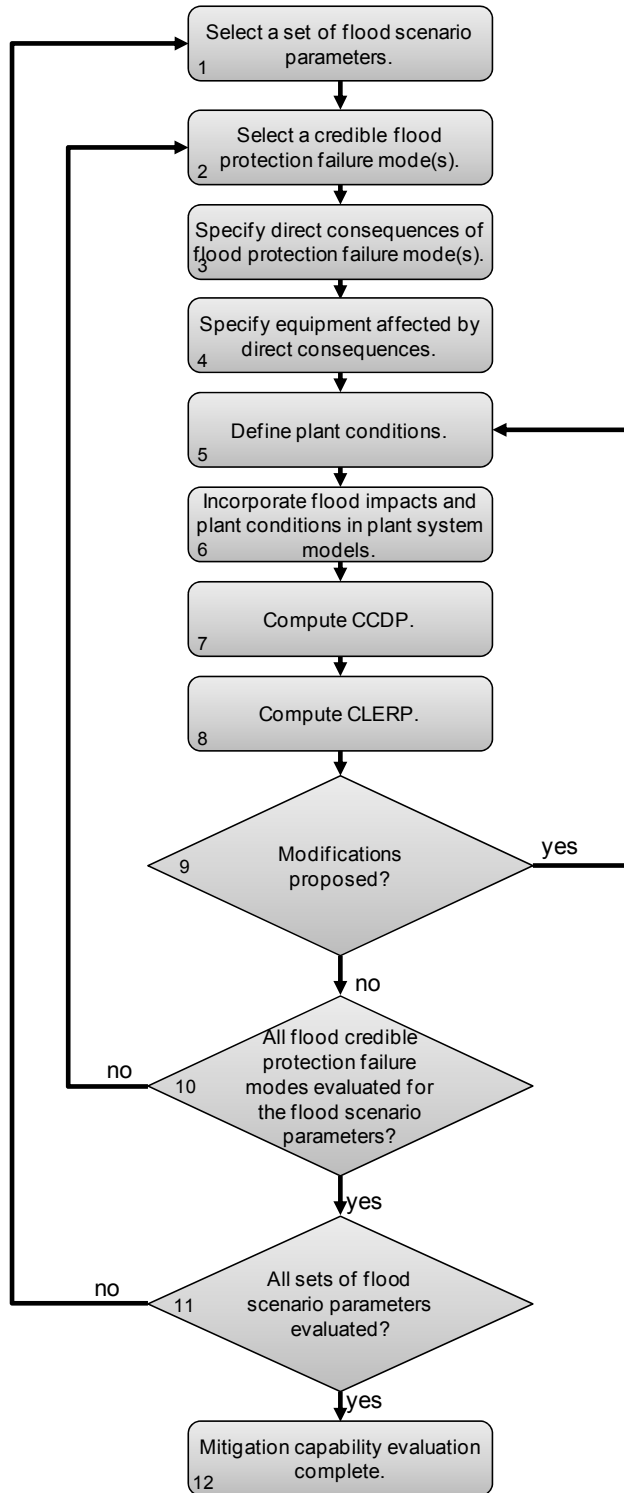 Select a set of flood scenario
parameters.
1
Select a credible flood
protection failure mode(s).
2
Specify direct consequences of
flood protection failure mode(s).
3
Specify equipment affected by
direct consequences.
4
Define plant conditions.
5
Incorporate flood impacts and
plant conditions in plant system
models.
6
Compute CCDP.
7
Compute CLERP.
8
Modifications
proposed?
9
yes
no
All flood credible
protection failure
modes evaluated for
the flood scenario
parameters?
10
no
yes
All sets of flood
scenario parameters
evaluated?
11
no
yes
Mitigation capability evaluation
complete.
12